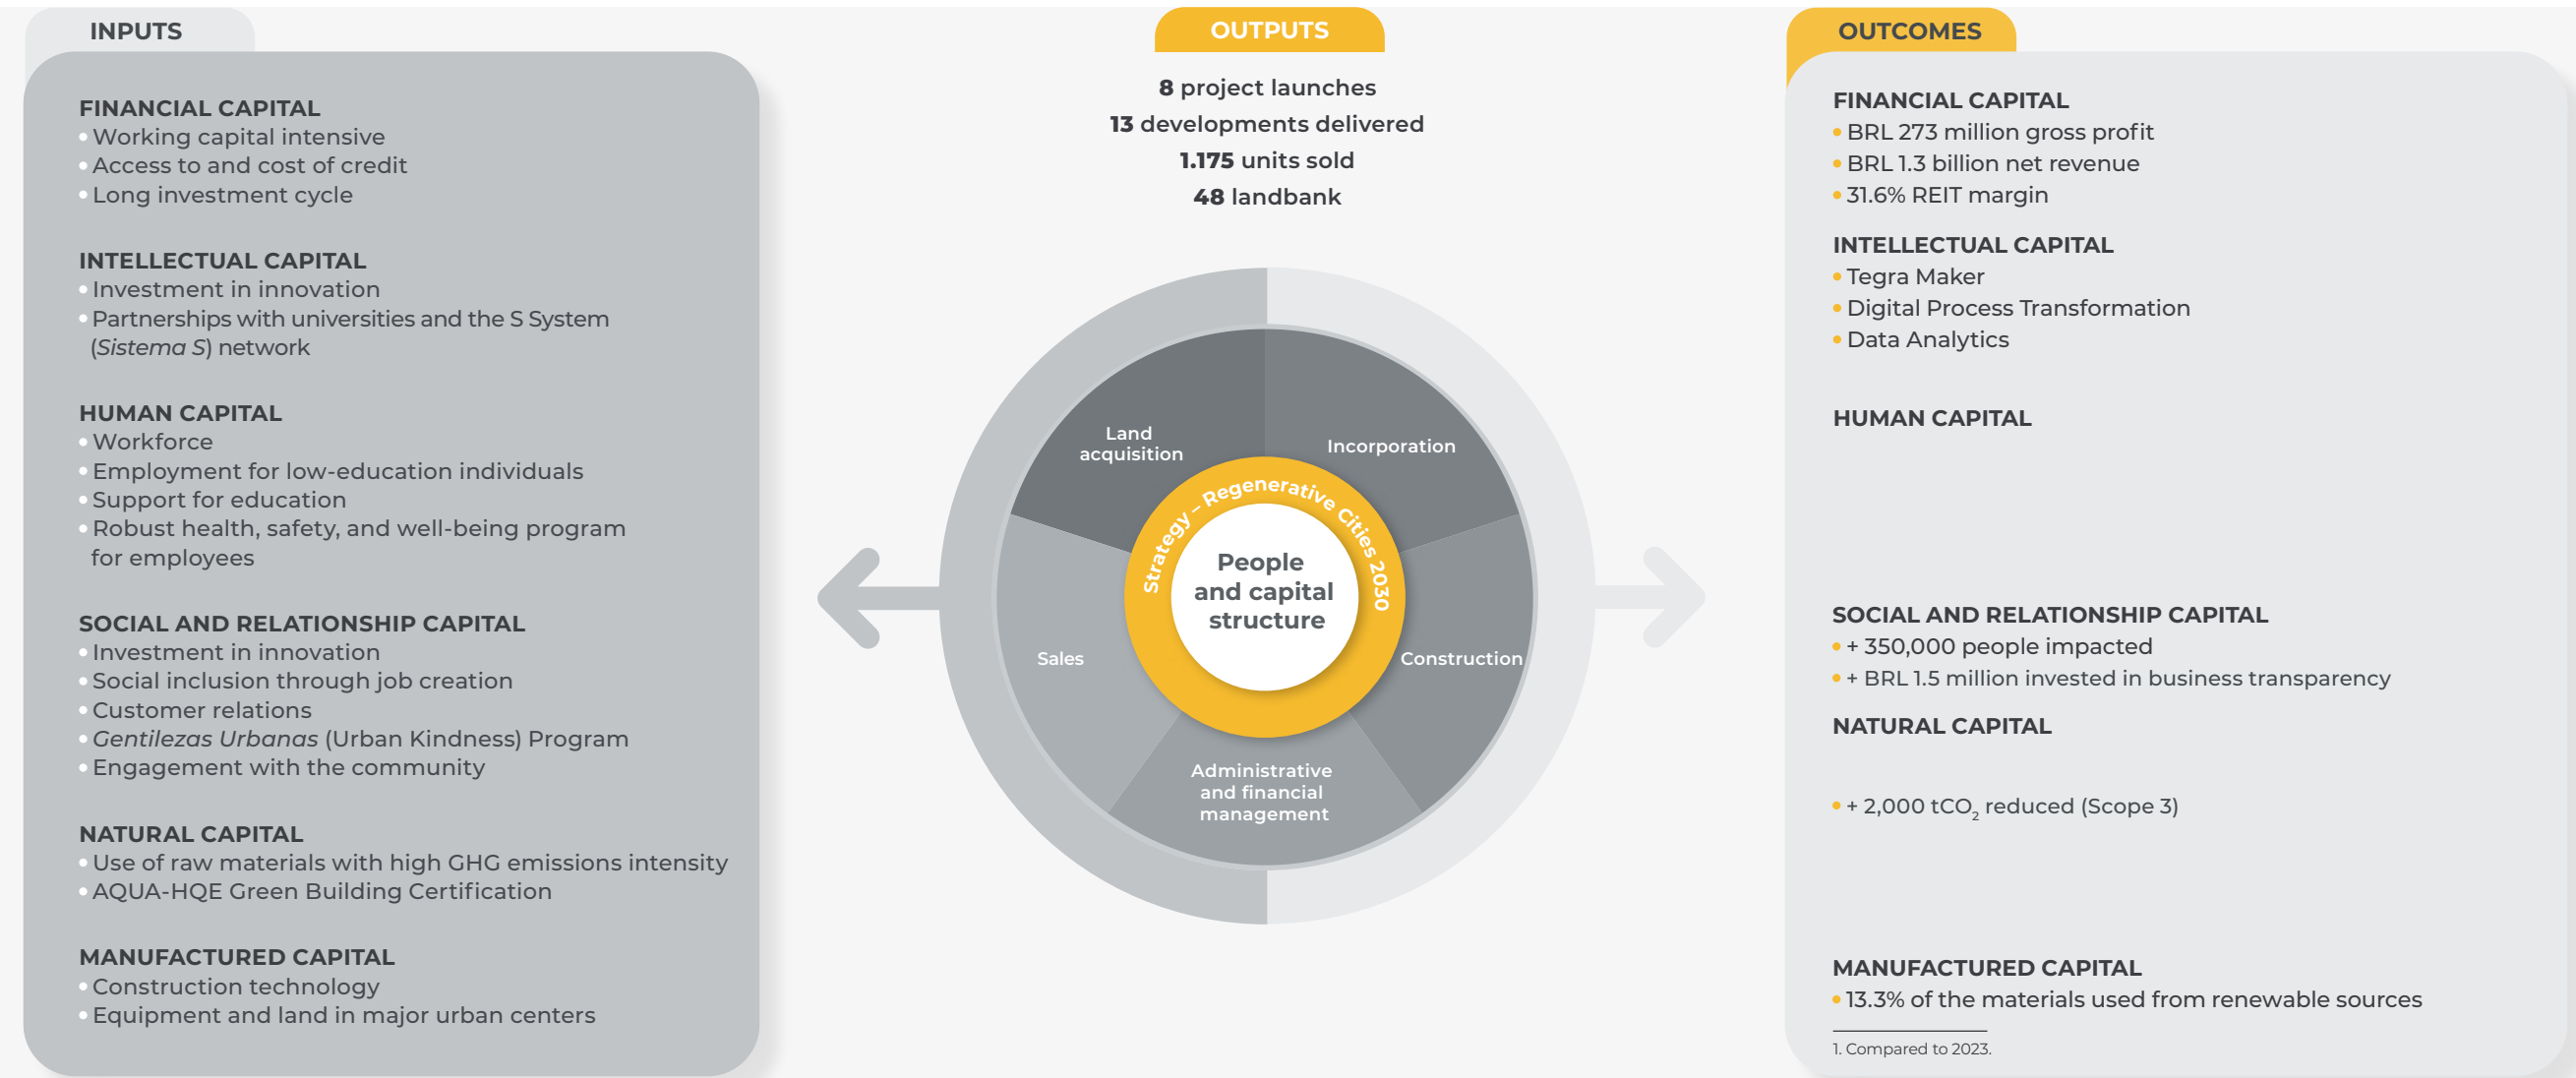 INPUTS
FINANCIAL CAPITAL
• Working capital intensive
• Access to and cost of credit
• Long investment cycle
INTELLECTUAL CAPITAL
• Investment in innovation
• Partnerships with universities and the S System
(Sistema S) network
HUMAN CAPITAL
• Workforce
• Employment for low-education individuals
• Support for education
• Robust health, safety, and well-being program
for employees
SOCIAL AND RELATIONSHIP CAPITAL
• Investment in innovation
• Social inclusion through job creation
• Customer relations
• Gentilezas Urbanas (Urban Kindness) Program
• Engagement with the community
NATURAL CAPITAL
• Use of raw materials with high GHG emissions intensity
• AQUA-HQE Green Building Certification
MANUFACTURED CAPITAL
• Construction technology
• Equipment and land in major urban centers
OUTPUTS
8 project launches
13 developments delivered
1.175 units sold
48 landbank
Land
acquisition
Incorporation
Strategy – Regenerative Cities 2030
People
and capital
structure
Sales
Construction
Administrative
and financial
management
OUTCOMES
FINANCIAL CAPITAL
• BRL 273 million gross profit
• BRL 1.3 billion net revenue
• 31.6% REIT margin
INTELLECTUAL CAPITAL
• Tegra Maker
• Digital Process Transformation
• Data Analytics
HUMAN CAPITAL
SOCIAL AND RELATIONSHIP CAPITAL
• + 350,000 people impacted
• + BRL 1.5 million invested in business transparency
NATURAL CAPITAL
• + 2,000 tCO₂ reduced (Scope 3)
MANUFACTURED CAPITAL
• 13.3% of the materials used from renewable sources
1. Compared to 2023.